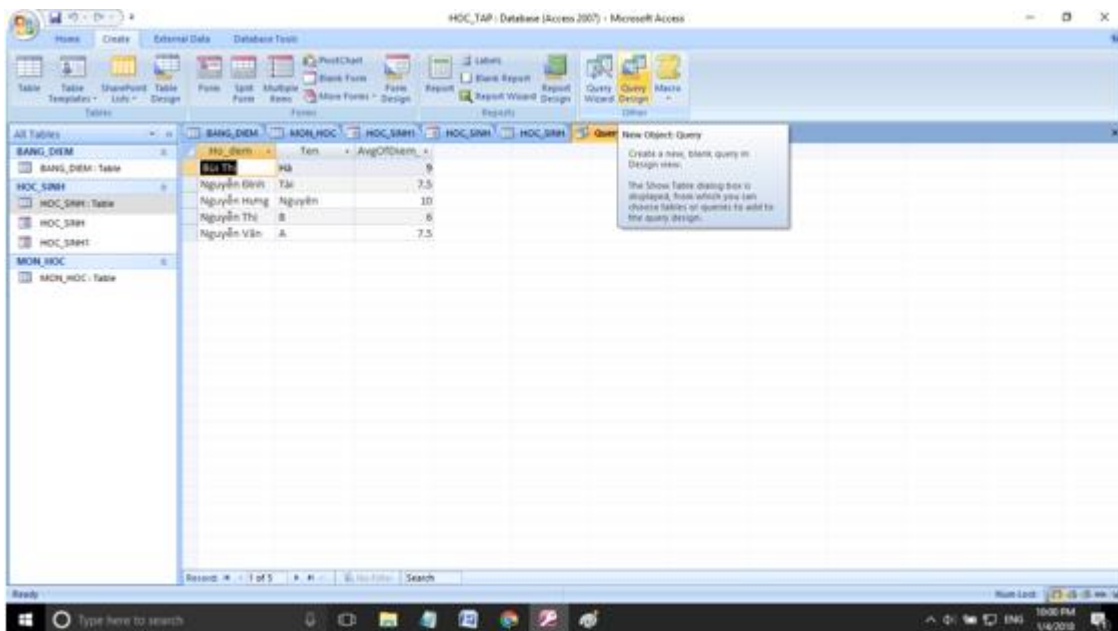 HOC_TAP : Database (Access 2007) - Microsoft Access
Home Create External Data Database Tools
Table
Table Templates
SharePoint Lists
Table Design
Tables
Form
Split Form
Multiple Items
PivotChart
Blank Form
More Forms
Form Design
Forms
Report
Labels
Blank Report
Report Wizard
Report Design
Reports
Query Wizard
Query Design
Macro
Other
All Tables
BANG_DIEM
BANG_DIEM : Table
HOC_SINH
HOC_SINH : Table
HOC_SINH
HOC_SINH1
MON_HOC
MON_HOC : Table
BANG_DIEM MON_HOC HOC_SINH1 HOC_SINH HOC_SINH Quer
Ho_dem Ten AvgOfDiem_
Bùi Thị Hà 9
Nguyễn Đình Tài 7.5
Nguyễn Hưng Nguyên 10
Nguyễn Thị B 6
Nguyễn Văn A 7.5
New Object: Query
Create a new, blank query in
Design view.
The Show Table dialog box is
displayed, from which you can
choose tables or queries to add to
the query design.
Record: 1 of 5 No Filter Search
Ready Num Lock
Type here to search
ENG 10:00 PM
1/4/2018